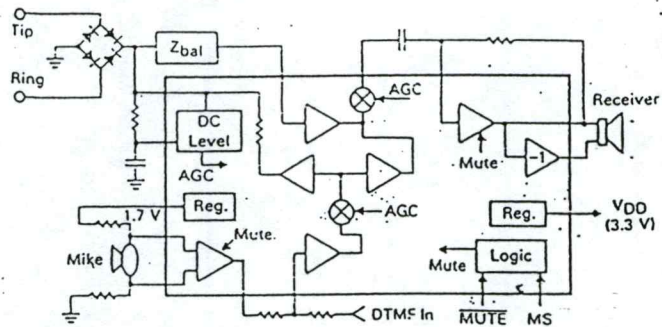 Tip
Ring
Zbal
DC
Level
AGC
AGC
Mute
-1
Receiver
Reg.
1.7 V
Mike
Mute
AGC
Reg.
VDD
(3.3 V)
Mute
Logic
DTMF In
MUTE
MS